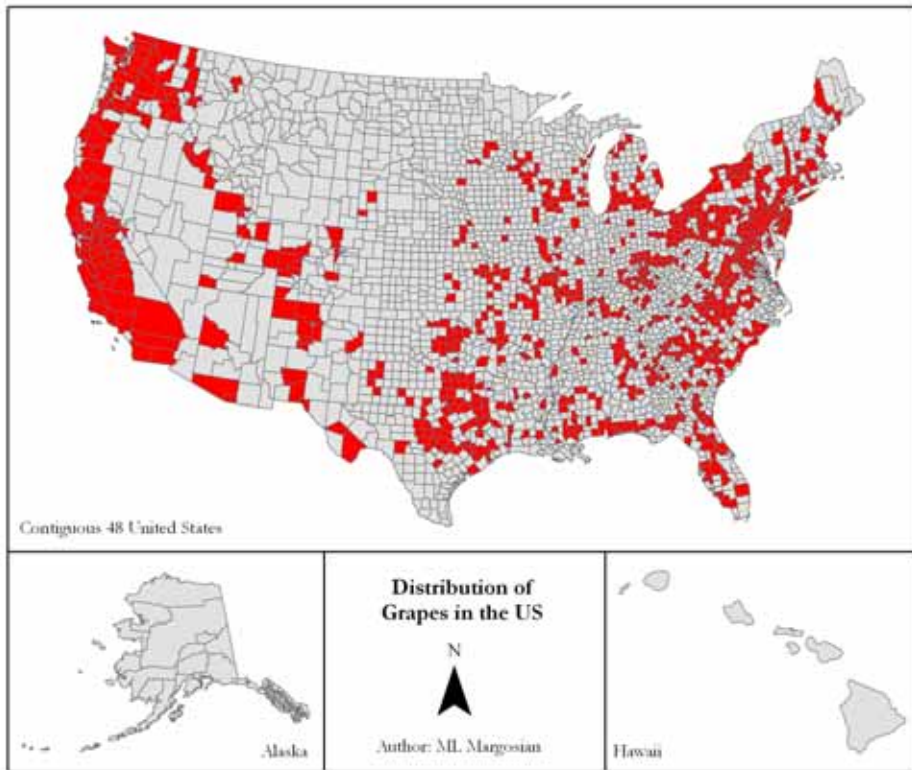 Contiguous 48 United States
Distribution of
Grapes in the US
N
Author: ML Margosian
Alaska
Hawaii